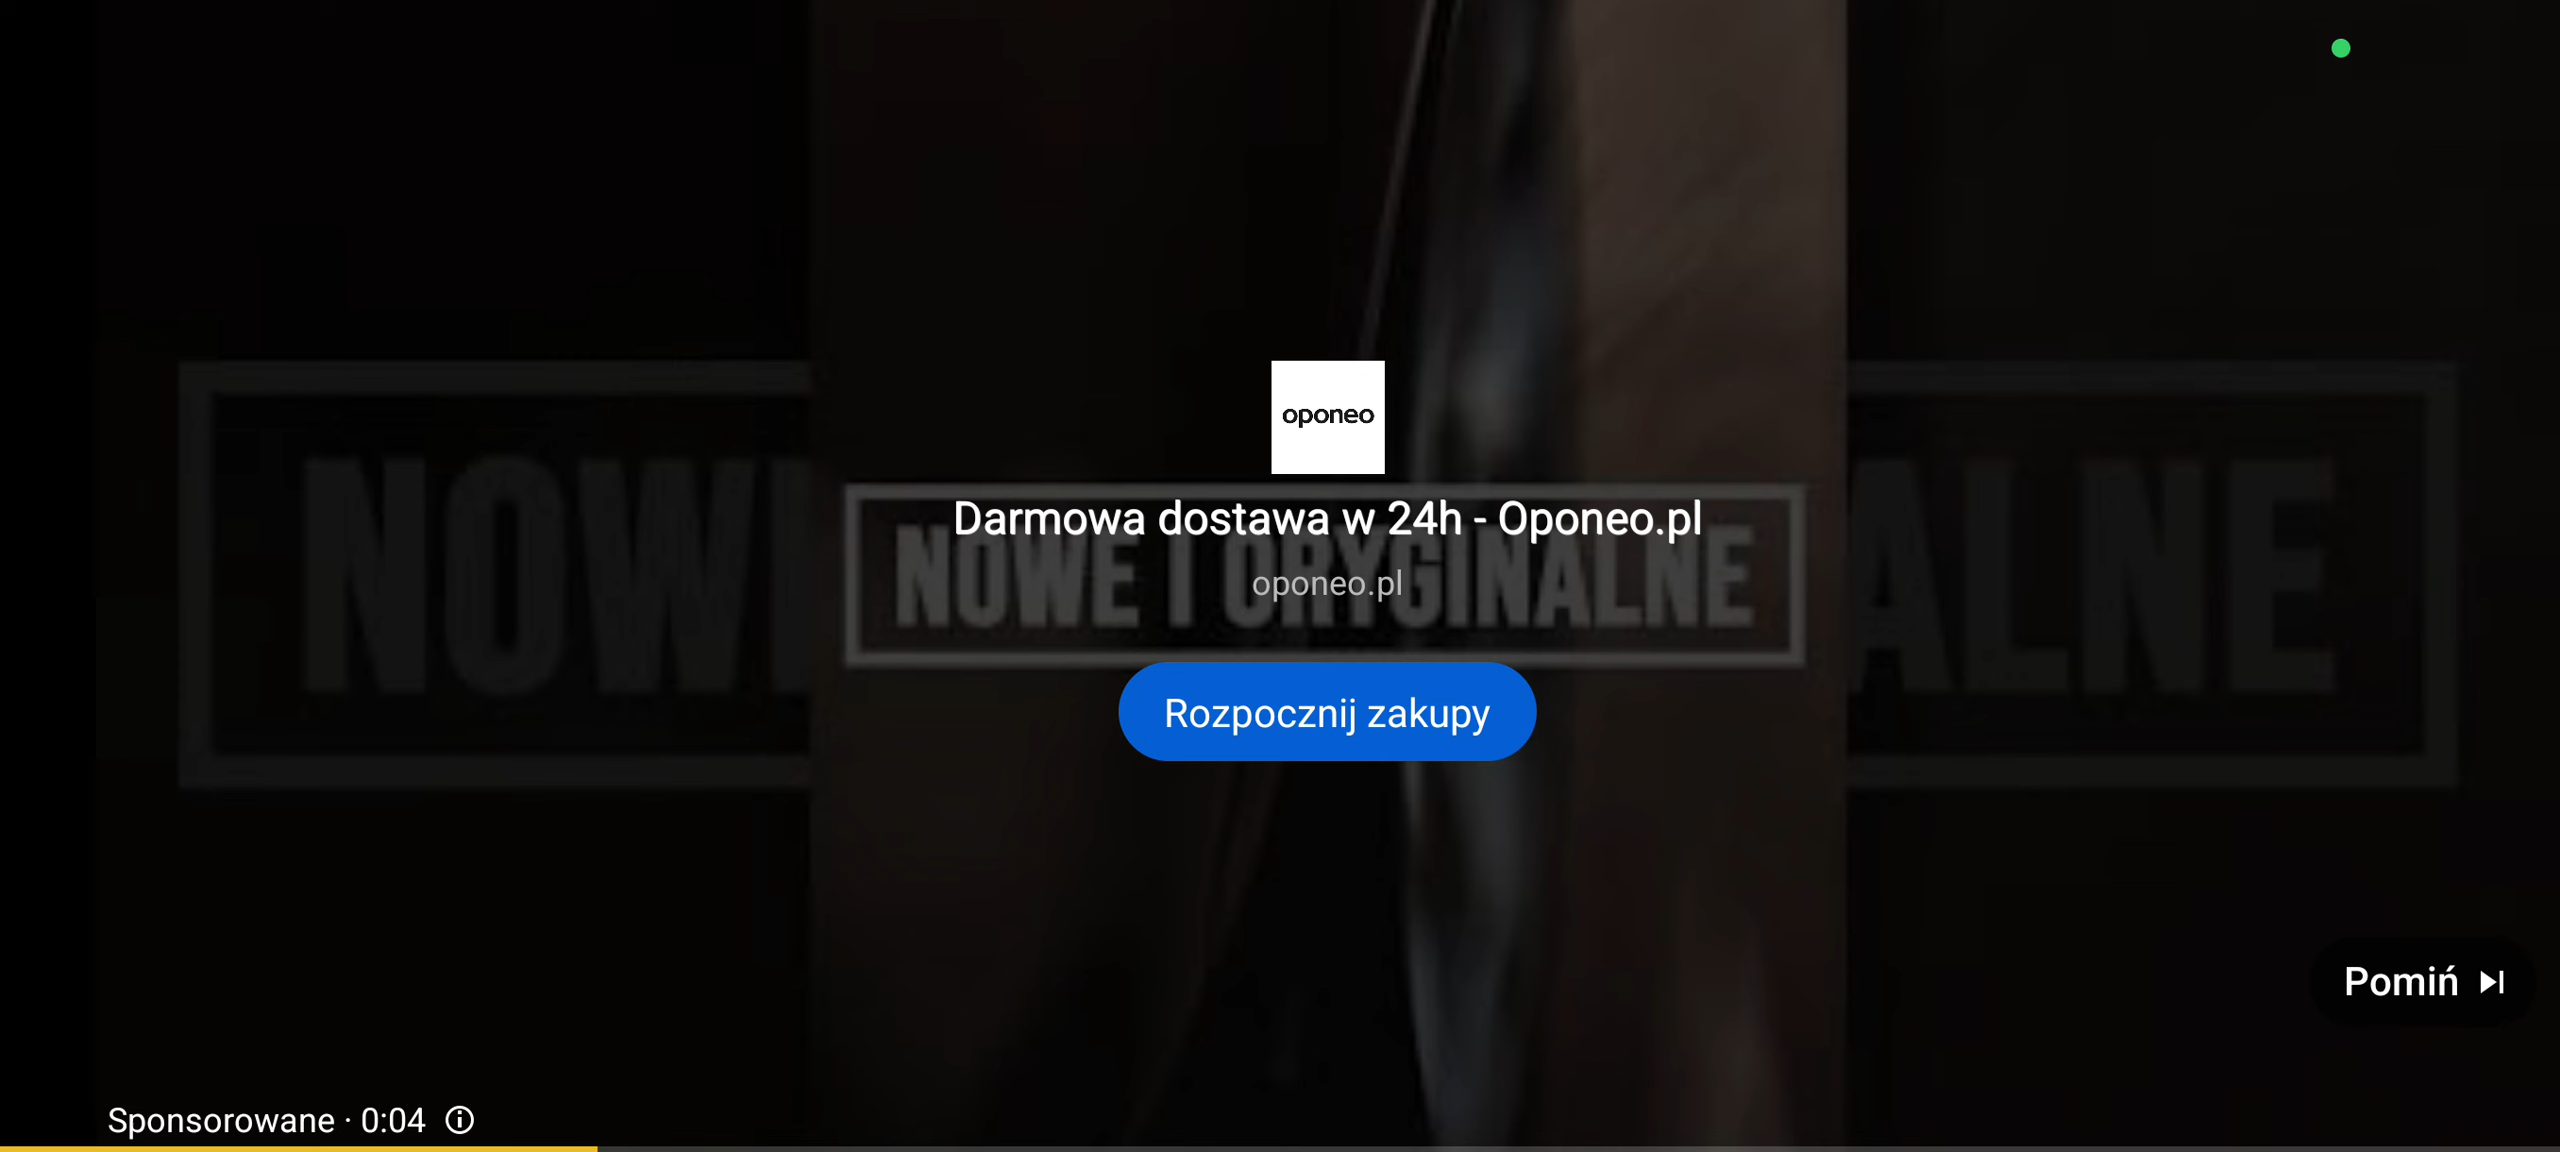 oponeo
Darmowa dostawa w 24h - Oponeo.pl
NOWE I ORYGINALNE
oponeo.pl
Rozpocznij zakupy
Pomiń
Sponsorowane · 0:04